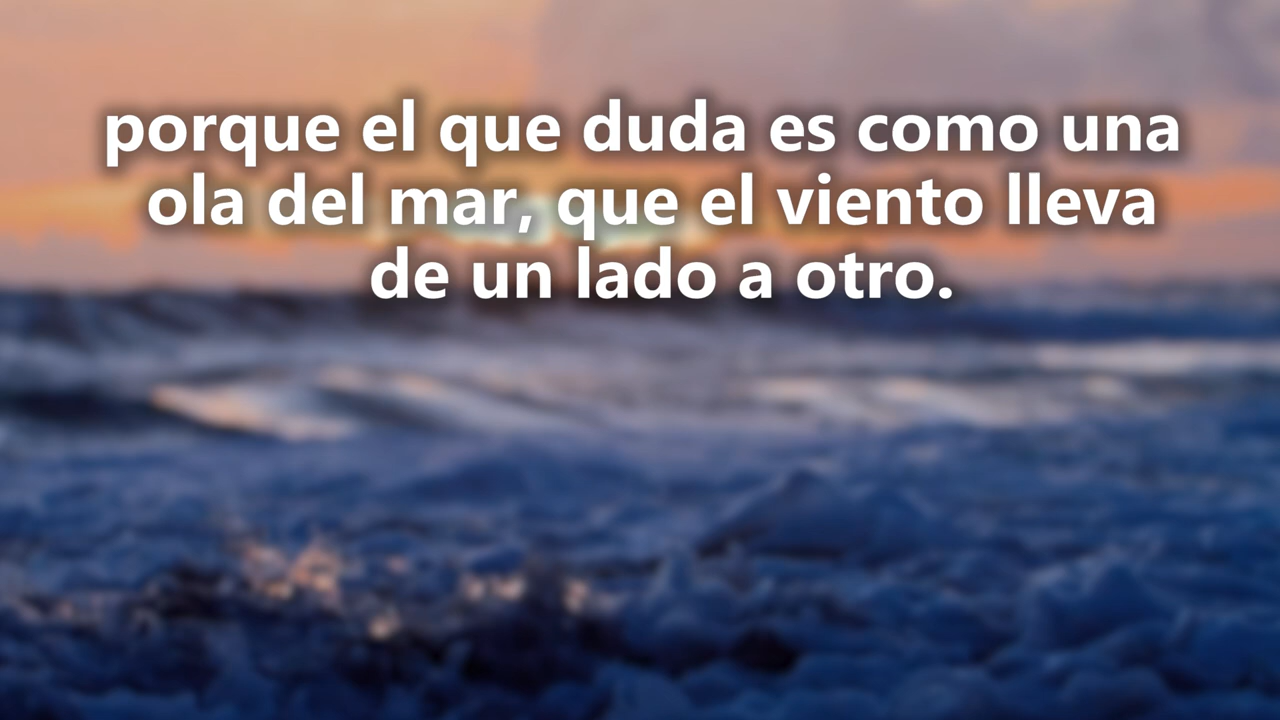 porque el que duda es como una
ola del mar, que el viento lleva
de un lado a otro.